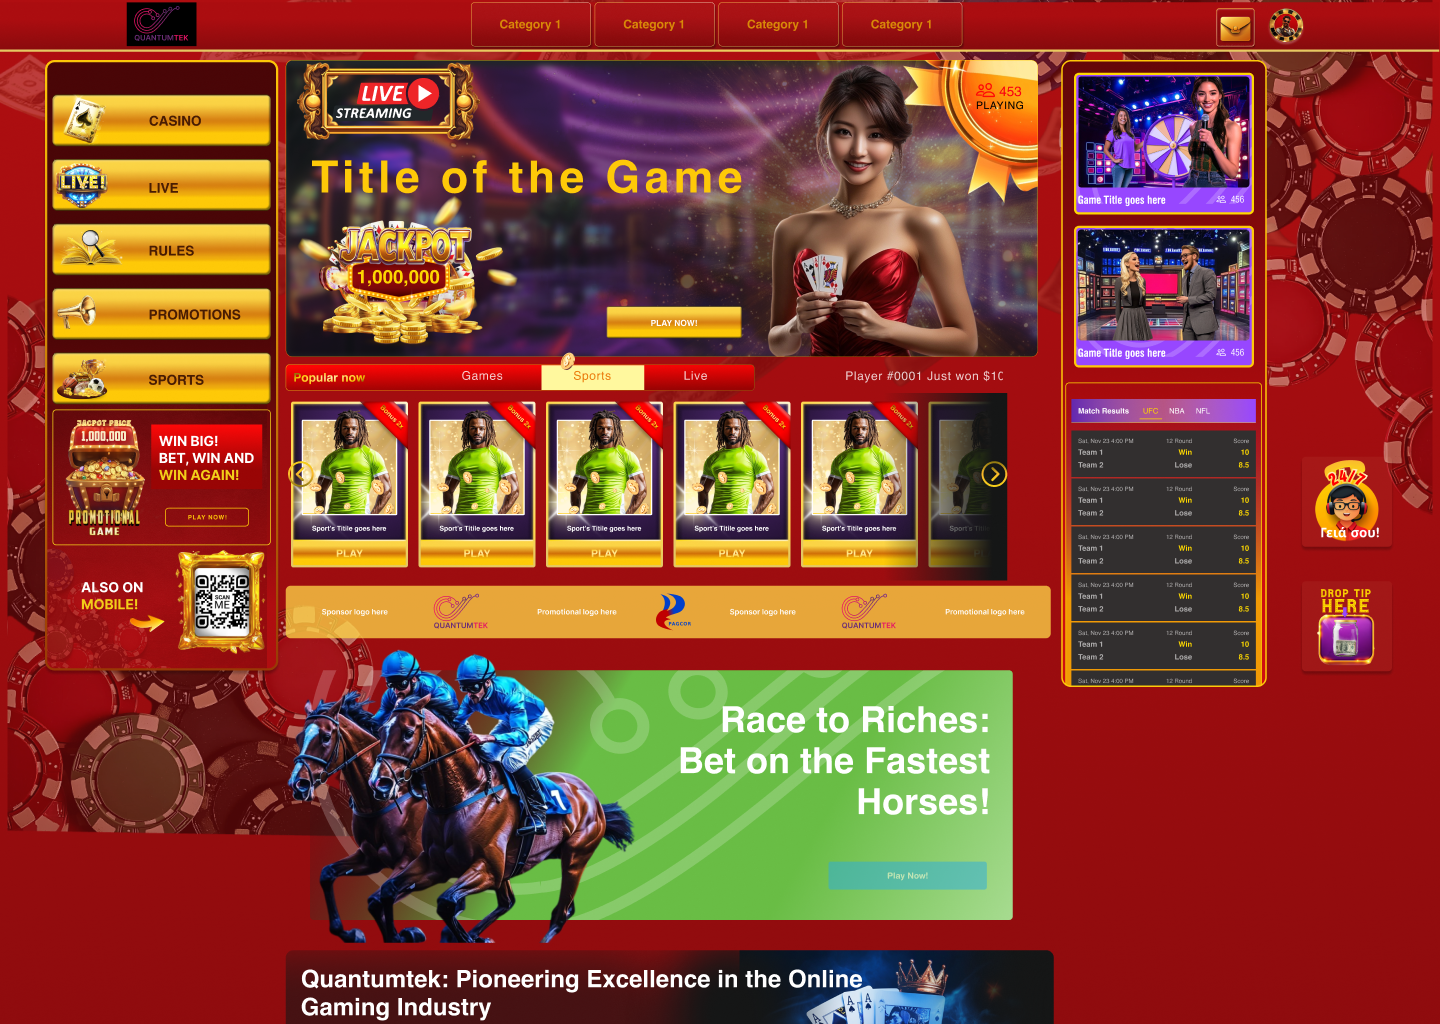 QUANTUMTEK
Category 1
Category 1
Category 1
Category 1
CASINO
LIVE!
LIVE
RULES
PROMOTIONS
SPORTS
JACPOT PRICE
1,000,000
PROMOTIONAL
GAME
WIN BIG!
BET, WIN AND
WIN AGAIN!
PLAY NOW!
ALSO ON
MOBILE!
SCAN
ME
LIVE
STREAMING
453
PLAYING
Title of the Game
JACKPOT
1,000,000
PLAY NOW!
Popular now
Games
Sports
Live
Player #0001 Just won $10
Bonus 2x
Bonus 2x
Bonus 2x
Bonus 2x
Bonus 2x
Sport's Titile goes here
Sport's Titile goes here
Sport's Titile goes here
Sport's Titile goes here
Sport's Titile goes here
Sport's Ti
PLAY
PLAY
PLAY
PLAY
PLAY
PLAY
Sponsor logo here
QUANTUMTEK
Promotional logo here
PAGCOR
Sponsor logo here
QUANTUMTEK
Promotional logo here
1
Race to Riches:
Bet on the Fastest
Horses!
Play Now!
Quantumtek: Pioneering Excellence in the Online
Gaming Industry
Game Title goes here
456
Game Title goes here
456
Match Results UFC NBA NFL
Sat, Nov 23 4:00 PM 12 Round Score
Team 1 Win 10
Team 2 Lose 8.5
Sat, Nov 23 4:00 PM 12 Round Score
Team 1 Win 10
Team 2 Lose 8.5
Sat, Nov 23 4:00 PM 12 Round Score
Team 1 Win 10
Team 2 Lose 8.5
Sat, Nov 23 4:00 PM 12 Round Score
Team 1 Win 10
Team 2 Lose 8.5
Sat, Nov 23 4:00 PM 12 Round Score
Team 1 Win 10
Team 2 Lose 8.5
Sat, Nov 23 4:00 PM 12 Round Score
24/7
Γειά σου!
DROP TIP
HERE